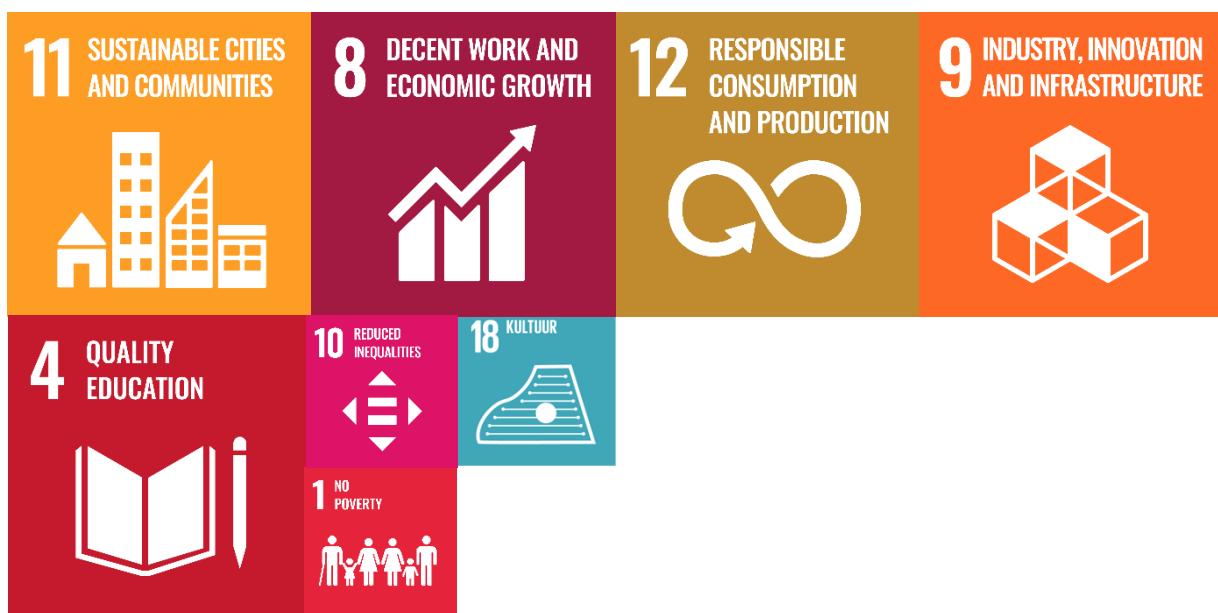 11 SUSTAINABLE CITIES
AND COMMUNITIES
8 DECENT WORK AND
ECONOMIC GROWTH
12 RESPONSIBLE
CONSUMPTION
AND PRODUCTION
9 INDUSTRY, INNOVATION
AND INFRASTRUCTURE
4 QUALITY
EDUCATION
10 REDUCED
INEQUALITIES
18 KULTUUR
1 NO
POVERTY